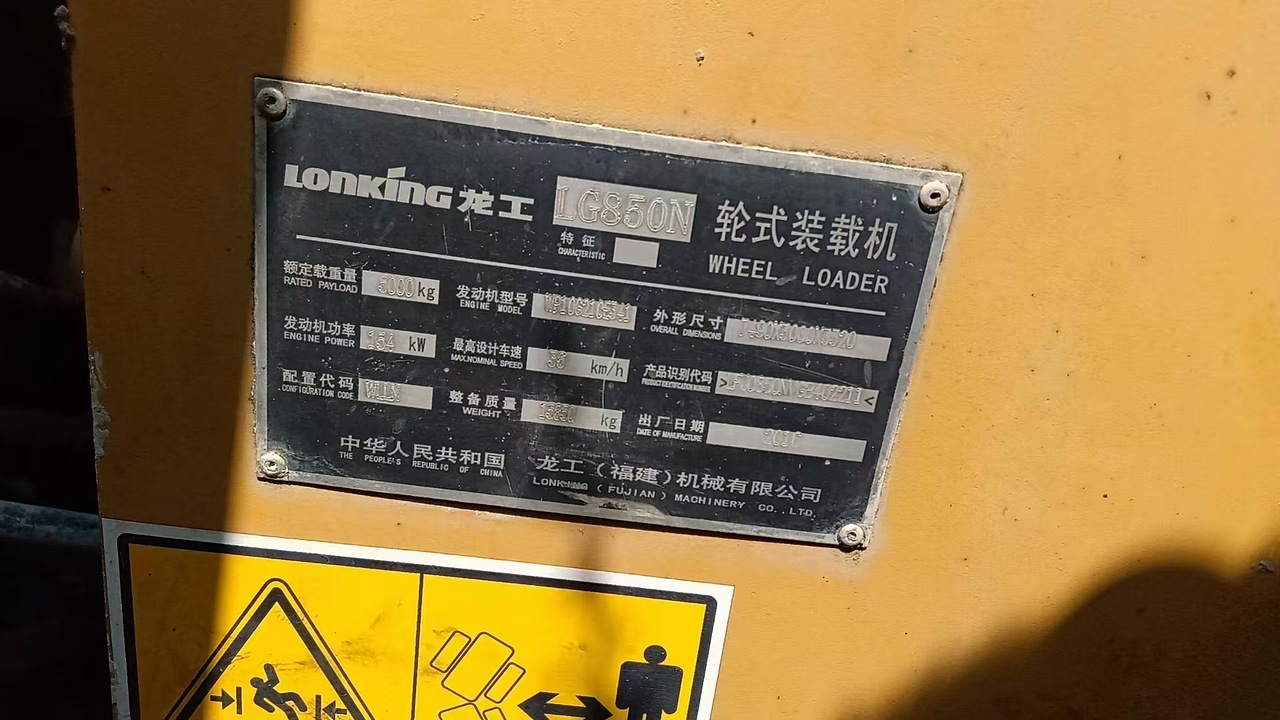 LONKING 龙工 LG850N 轮式装载机
特征
CHARACTERISTIC
WHEEL LOADER
额定载重量 5000 kg
RATED PAYLOAD
发动机型号
ENGINE MODEL
外形尺寸
OVERALL DIMENSIONS
发动机功率 154 kW
ENGINE POWER
最高设计车速 km/h
MAX.NOMINAL SPEED
产品识别代码 > <
PRODUCT IDENTIFICATION NUMBER
配置代码
CONFIGURATION CODE
整备质量 kg
WEIGHT
出厂日期
DATE OF MANUFACTURE
中华人民共和国
THE PEOPLE'S REPUBLIC OF CHINA
龙工（福建）机械有限公司
LONKING (FUJIAN) MACHINERY CO.,LTD.